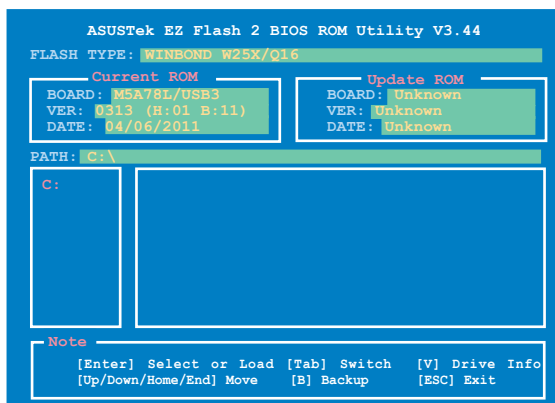 ASUSTek EZ Flash 2 BIOS ROM Utility V3.44
FLASH TYPE: WINBOND W25X/Q16
Current ROM
BOARD: M5A78L/USB3
VER: 0313 (H:01 B:11)
DATE: 04/06/2011
Update ROM
BOARD: Unknown
VER: Unknown
DATE: Unknown
PATH: C:\
C:
Note
[Enter] Select or Load [Tab] Switch [V] Drive Info
[Up/Down/Home/End] Move [B] Backup [ESC] Exit